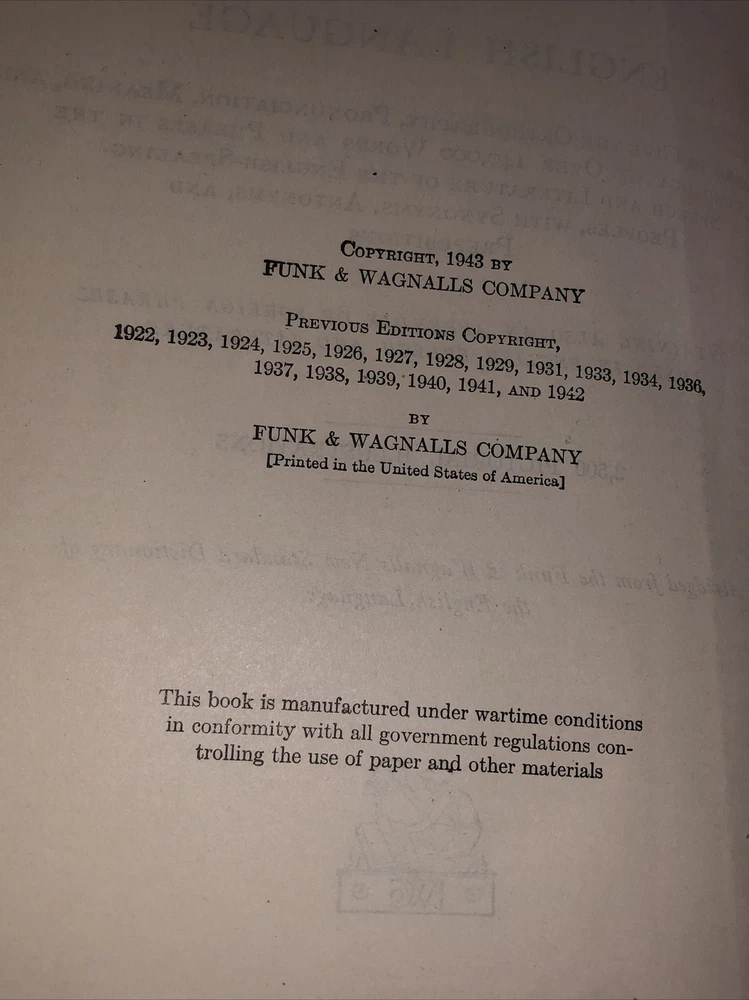 COPYRIGHT, 1943 BY
FUNK & WAGNALLS COMPANY
PREVIOUS EDITIONS COPYRIGHT,
1922, 1923, 1924, 1925, 1926, 1927, 1928, 1929, 1931, 1933, 1934, 1936,
1937, 1938, 1939, 1940, 1941, AND 1942
BY
FUNK & WAGNALLS COMPANY
[Printed in the United States of America]
This book is manufactured under wartime conditions
in conformity with all government regulations con-
trolling the use of paper and other materials